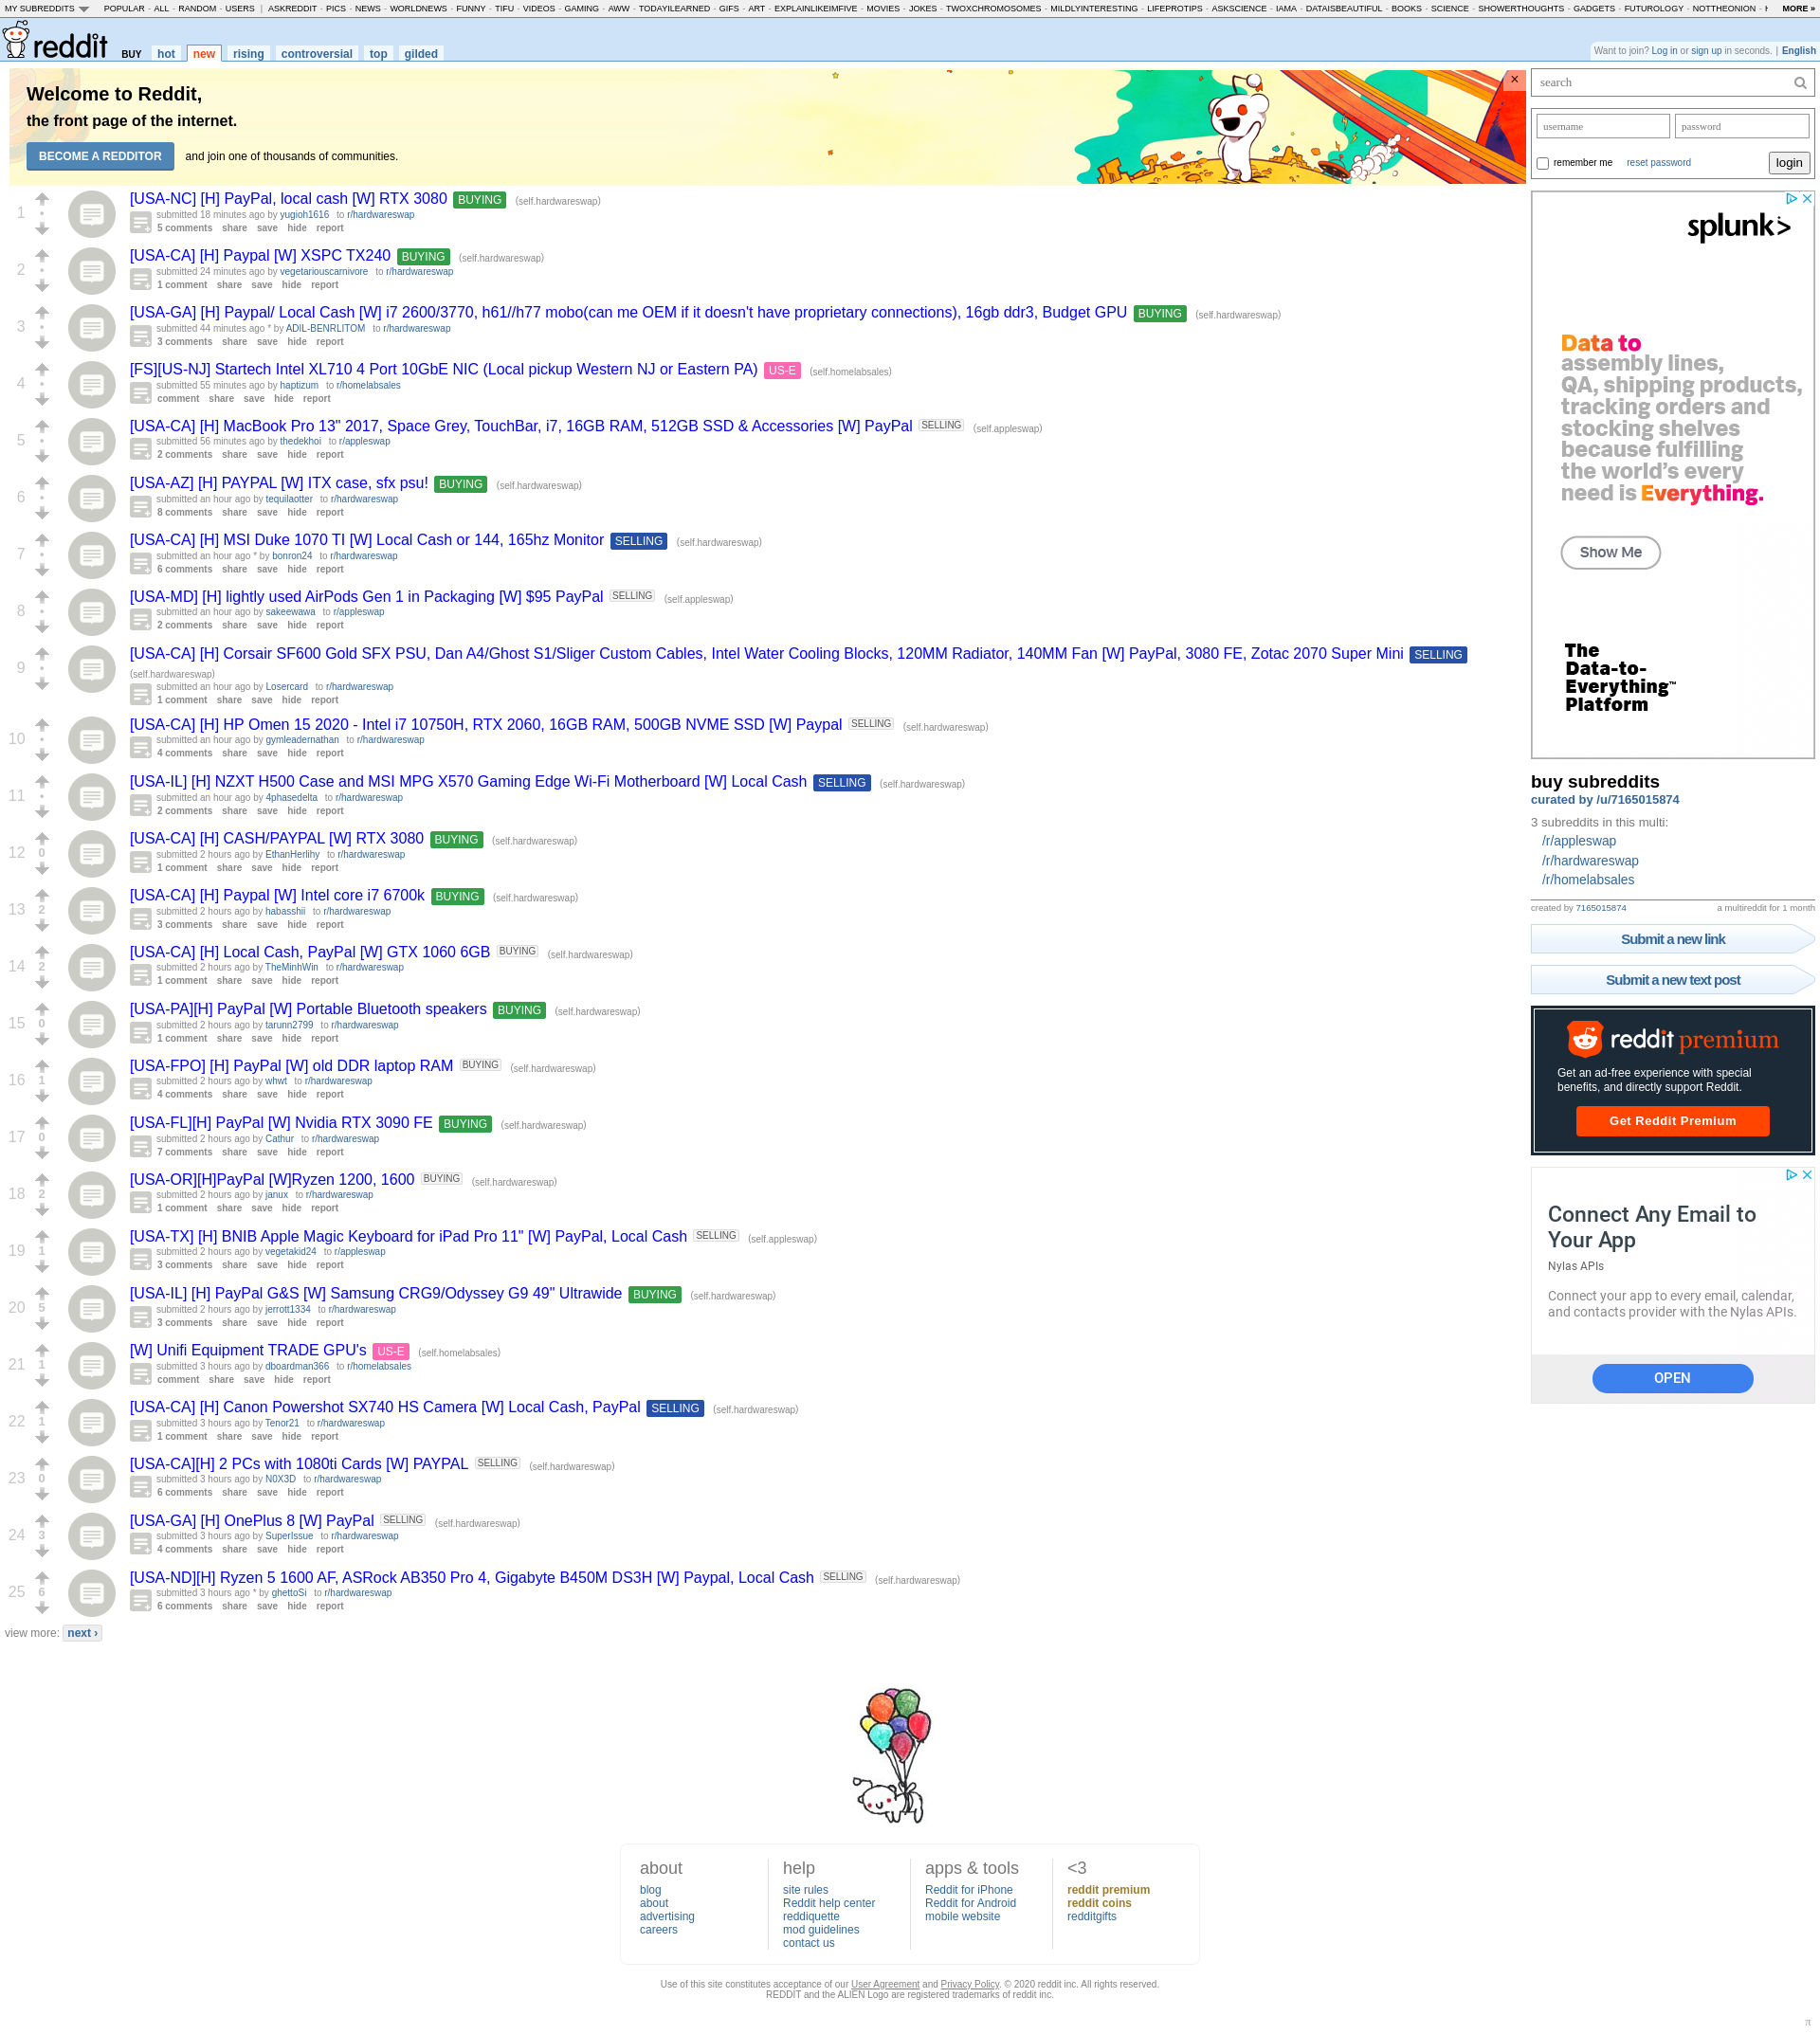 MY SUBREDDITS POPULAR - ALL - RANDOM - USERS | ASKREDDIT - PICS - NEWS - WORLDNEWS - FUNNY - TIFU - VIDEOS - GAMING - AWW - TODAYILEARNED - GIFS - ART - EXPLAINLIKEIMFIVE - MOVIES - JOKES - TWOXCHROMOSOMES - MILDLYINTERESTING - LIFEPROTIPS - ASKSCIENCE - IAMA - DATAISBEAUTIFUL - BOOKS - SCIENCE - SHOWERTHOUGHTS - GADGETS - FUTUROLOGY - NOTTHEONION - MORE »
reddit BUY hot new rising controversial top gilded
Want to join? Log in or sign up in seconds. | English
Welcome to Reddit,
the front page of the internet.
BECOME A REDDITOR and join one of thousands of communities.
×
1
[USA-NC] [H] PayPal, local cash [W] RTX 3080 BUYING (self.hardwareswap)
submitted 18 minutes ago by yugioh1616 to r/hardwareswap
5 comments share save hide report
2
[USA-CA] [H] Paypal [W] XSPC TX240 BUYING (self.hardwareswap)
submitted 24 minutes ago by vegetariouscarnivore to r/hardwareswap
1 comment share save hide report
3
[USA-GA] [H] Paypal/ Local Cash [W] i7 2600/3770, h61//h77 mobo(can me OEM if it doesn't have proprietary connections), 16gb ddr3, Budget GPU BUYING (self.hardwareswap)
submitted 44 minutes ago * by ADIL-BENRLITOM to r/hardwareswap
3 comments share save hide report
4
[FS][US-NJ] Startech Intel XL710 4 Port 10GbE NIC (Local pickup Western NJ or Eastern PA) US-E (self.homelabsales)
submitted 55 minutes ago by haptizum to r/homelabsales
comment share save hide report
5
[USA-CA] [H] MacBook Pro 13" 2017, Space Grey, TouchBar, i7, 16GB RAM, 512GB SSD & Accessories [W] PayPal SELLING (self.appleswap)
submitted 56 minutes ago by thedekhoi to r/appleswap
2 comments share save hide report
6
[USA-AZ] [H] PAYPAL [W] ITX case, sfx psu! BUYING (self.hardwareswap)
submitted an hour ago by tequilaotter to r/hardwareswap
8 comments share save hide report
7
[USA-CA] [H] MSI Duke 1070 TI [W] Local Cash or 144, 165hz Monitor SELLING (self.hardwareswap)
submitted an hour ago * by bonron24 to r/hardwareswap
6 comments share save hide report
8
[USA-MD] [H] lightly used AirPods Gen 1 in Packaging [W] $95 PayPal SELLING (self.appleswap)
submitted an hour ago by sakeewawa to r/appleswap
2 comments share save hide report
9
[USA-CA] [H] Corsair SF600 Gold SFX PSU, Dan A4/Ghost S1/Sliger Custom Cables, Intel Water Cooling Blocks, 120MM Radiator, 140MM Fan [W] PayPal, 3080 FE, Zotac 2070 Super Mini SELLING
(self.hardwareswap)
submitted an hour ago by Losercard to r/hardwareswap
1 comment share save hide report
10
[USA-CA] [H] HP Omen 15 2020 - Intel i7 10750H, RTX 2060, 16GB RAM, 500GB NVME SSD [W] Paypal SELLING (self.hardwareswap)
submitted an hour ago by gymleadernathan to r/hardwareswap
4 comments share save hide report
11
[USA-IL] [H] NZXT H500 Case and MSI MPG X570 Gaming Edge Wi-Fi Motherboard [W] Local Cash SELLING (self.hardwareswap)
submitted an hour ago by 4phasedelta to r/hardwareswap
2 comments share save hide report
12 0
[USA-CA] [H] CASH/PAYPAL [W] RTX 3080 BUYING (self.hardwareswap)
submitted 2 hours ago by EthanHerlihy to r/hardwareswap
1 comment share save hide report
13 2
[USA-CA] [H] Paypal [W] Intel core i7 6700k BUYING (self.hardwareswap)
submitted 2 hours ago by habasshii to r/hardwareswap
3 comments share save hide report
14 2
[USA-CA] [H] Local Cash, PayPal [W] GTX 1060 6GB BUYING (self.hardwareswap)
submitted 2 hours ago by TheMinhWin to r/hardwareswap
1 comment share save hide report
15 0
[USA-PA][H] PayPal [W] Portable Bluetooth speakers BUYING (self.hardwareswap)
submitted 2 hours ago by tarunn2799 to r/hardwareswap
1 comment share save hide report
16 1
[USA-FPO] [H] PayPal [W] old DDR laptop RAM BUYING (self.hardwareswap)
submitted 2 hours ago by whwt to r/hardwareswap
4 comments share save hide report
17 0
[USA-FL][H] PayPal [W] Nvidia RTX 3090 FE BUYING (self.hardwareswap)
submitted 2 hours ago by Cathur to r/hardwareswap
7 comments share save hide report
18 2
[USA-OR][H]PayPal [W]Ryzen 1200, 1600 BUYING (self.hardwareswap)
submitted 2 hours ago by janux to r/hardwareswap
1 comment share save hide report
19 1
[USA-TX] [H] BNIB Apple Magic Keyboard for iPad Pro 11" [W] PayPal, Local Cash SELLING (self.appleswap)
submitted 2 hours ago by vegetakid24 to r/appleswap
3 comments share save hide report
20 5
[USA-IL] [H] PayPal G&S [W] Samsung CRG9/Odyssey G9 49" Ultrawide BUYING (self.hardwareswap)
submitted 2 hours ago by jerrott1334 to r/hardwareswap
3 comments share save hide report
21 1
[W] Unifi Equipment TRADE GPU's US-E (self.homelabsales)
submitted 3 hours ago by dboardman366 to r/homelabsales
comment share save hide report
22 1
[USA-CA] [H] Canon Powershot SX740 HS Camera [W] Local Cash, PayPal SELLING (self.hardwareswap)
submitted 3 hours ago by Tenor21 to r/hardwareswap
1 comment share save hide report
23 0
[USA-CA][H] 2 PCs with 1080ti Cards [W] PAYPAL SELLING (self.hardwareswap)
submitted 3 hours ago by N0X3D to r/hardwareswap
6 comments share save hide report
24 3
[USA-GA] [H] OnePlus 8 [W] PayPal SELLING (self.hardwareswap)
submitted 3 hours ago by SuperIssue to r/hardwareswap
4 comments share save hide report
25 6
[USA-ND][H] Ryzen 5 1600 AF, ASRock AB350 Pro 4, Gigabyte B450M DS3H [W] Paypal, Local Cash SELLING (self.hardwareswap)
submitted 3 hours ago * by ghettoSi to r/hardwareswap
6 comments share save hide report
view more: next ›
search
username password
remember me reset password login
splunk>
Data to
assembly lines,
QA, shipping products,
tracking orders and
stocking shelves
because fulfilling
the world's every
need is Everything.
Show Me
The
Data-to-
Everything™
Platform
buy subreddits
curated by /u/7165015874
3 subreddits in this multi:
/r/appleswap
/r/hardwareswap
/r/homelabsales
created by 7165015874 a multireddit for 1 month
Submit a new link
Submit a new text post
reddit premium
Get an ad-free experience with special
benefits, and directly support Reddit.
Get Reddit Premium
Connect Any Email to
Your App
Nylas APIs
Connect your app to every email, calendar,
and contacts provider with the Nylas APIs.
OPEN
about
blog
about
advertising
careers
help
site rules
Reddit help center
reddiquette
mod guidelines
contact us
apps & tools
Reddit for iPhone
Reddit for Android
mobile website
<3
reddit premium
reddit coins
redditgifts
Use of this site constitutes acceptance of our User Agreement and Privacy Policy. © 2020 reddit inc. All rights reserved.
REDDIT and the ALIEN Logo are registered trademarks of reddit inc.
π